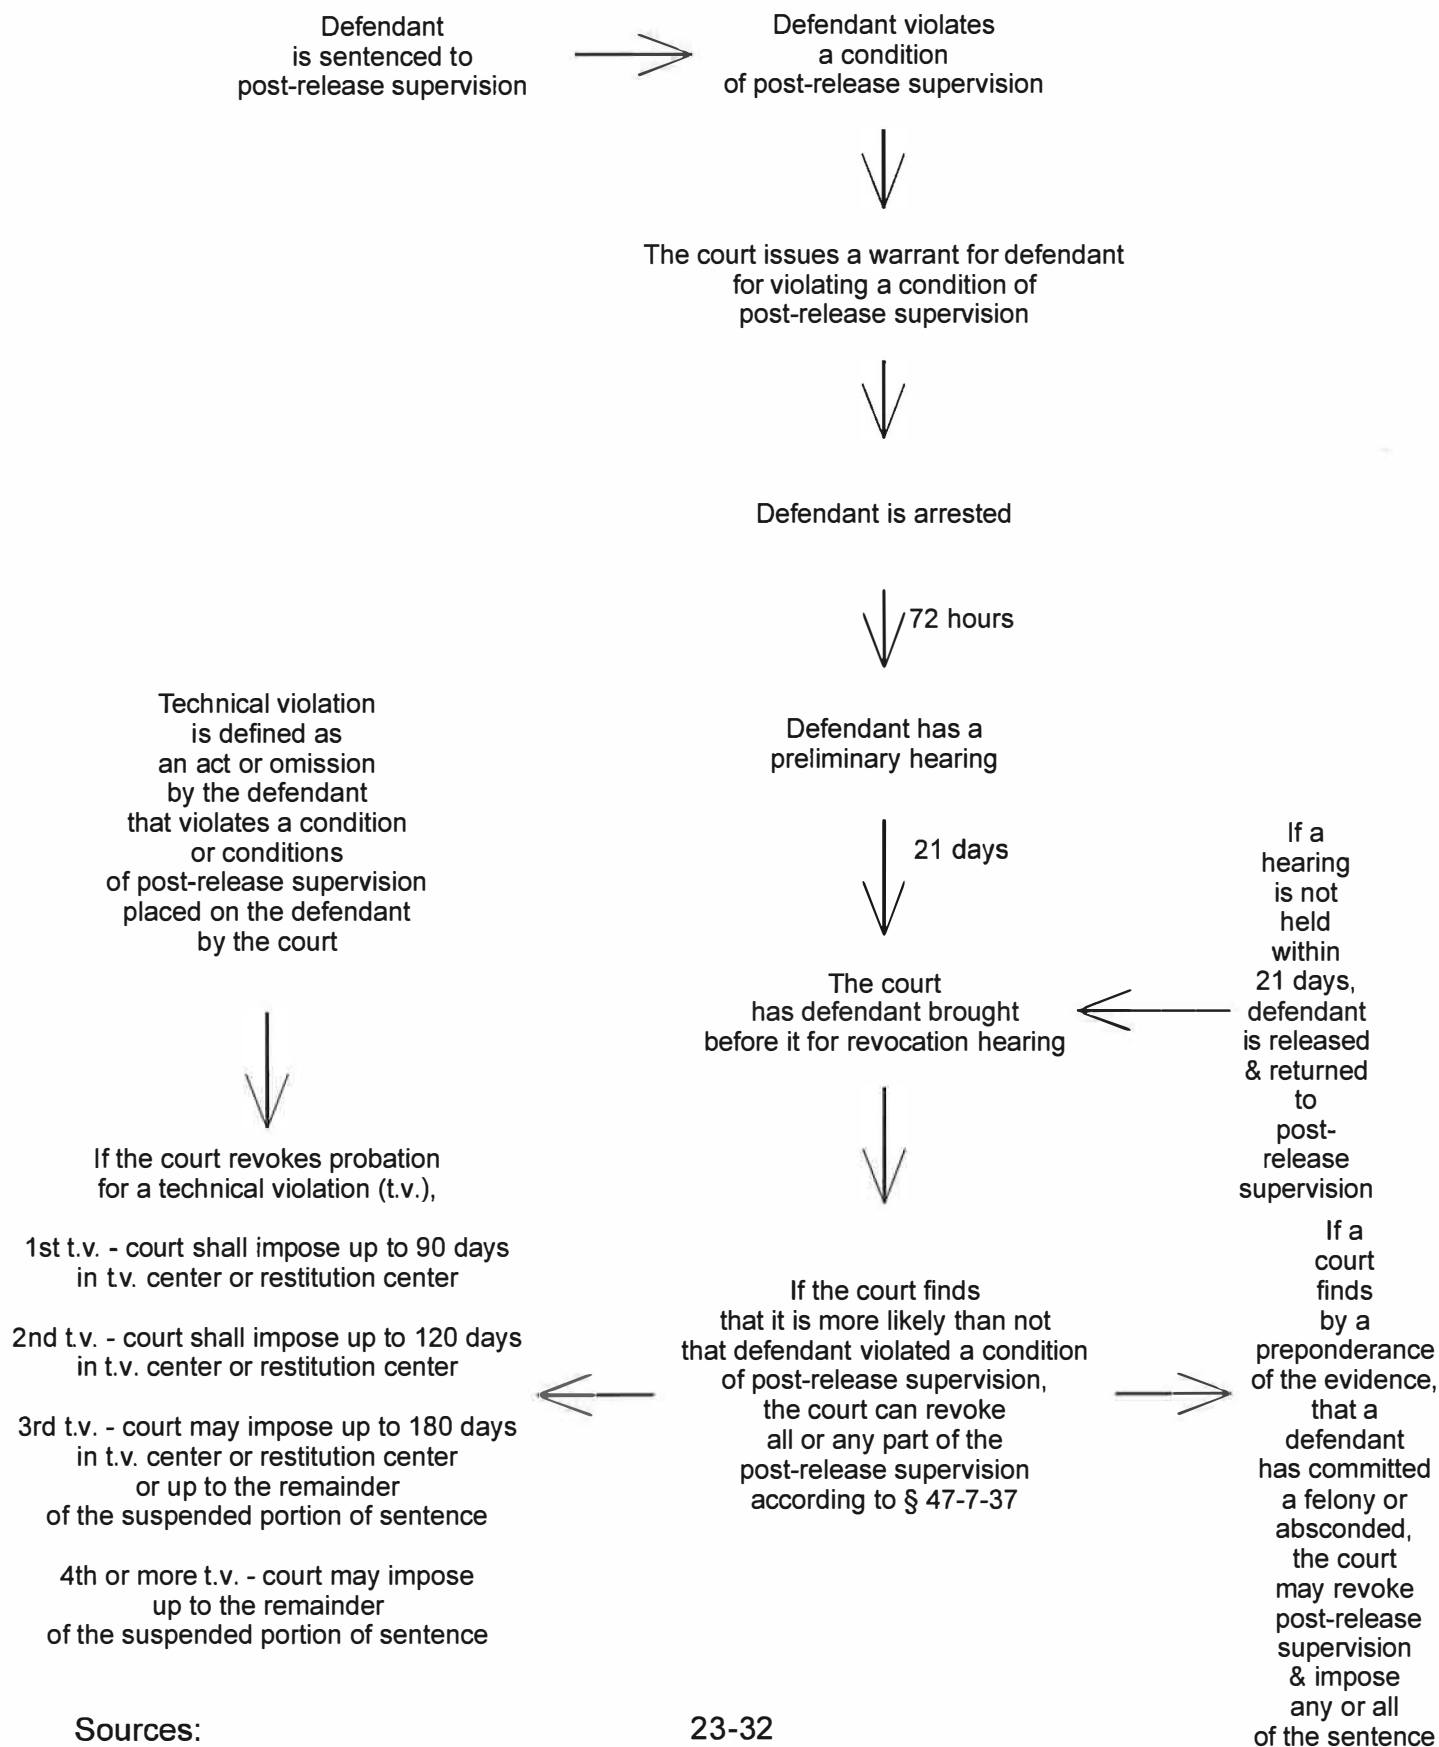 Defendant
is sentenced to
post-release supervision
Defendant violates
a condition
of post-release supervision
The court issues a warrant for defendant
for violating a condition of
post-release supervision
Defendant is arrested
72 hours
Defendant has a
preliminary hearing
21 days
The court
has defendant brought
before it for revocation hearing
If a
hearing
is not
held
within
21 days,
defendant
is released
& returned
to
post-
release
supervision
If the court finds
that it is more likely than not
that defendant violated a condition
of post-release supervision,
the court can revoke
all or any part of the
post-release supervision
according to § 47-7-37
If a
court
finds
by a
preponderance
of the evidence,
that a
defendant
has committed
a felony or
absconded,
the court
may revoke
post-release
supervision
& impose
any or all
of the sentence
Technical violation
is defined as
an act or omission
by the defendant
that violates a condition
or conditions
of post-release supervision
placed on the defendant
by the court
If the court revokes probation
for a technical violation (t.v.),
1st t.v. - court shall impose up to 90 days
in t.v. center or restitution center
2nd t.v. - court shall impose up to 120 days
in t.v. center or restitution center
3rd t.v. - court may impose up to 180 days
in t.v. center or restitution center
or up to the remainder
of the suspended portion of sentence
4th or more t.v. - court may impose
up to the remainder
of the suspended portion of sentence
Sources:
23-32